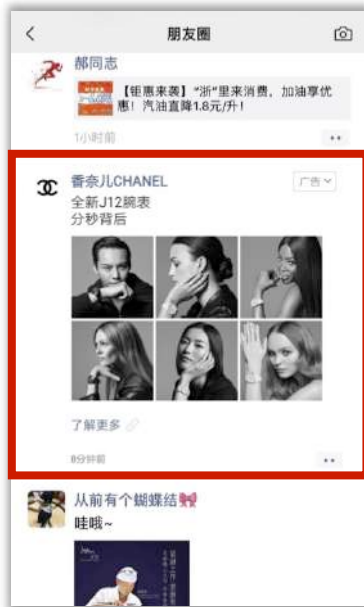 朋友圈
郝同志
【钜惠来袭】“浙”里来消费，加油享优
惠！汽油直降1.8元/升！
1小时前
香奈儿CHANEL
广告
全新J12腕表
分秒背后
了解更多
8分钟前
从前有个蝴蝶结🎀
哇哦~